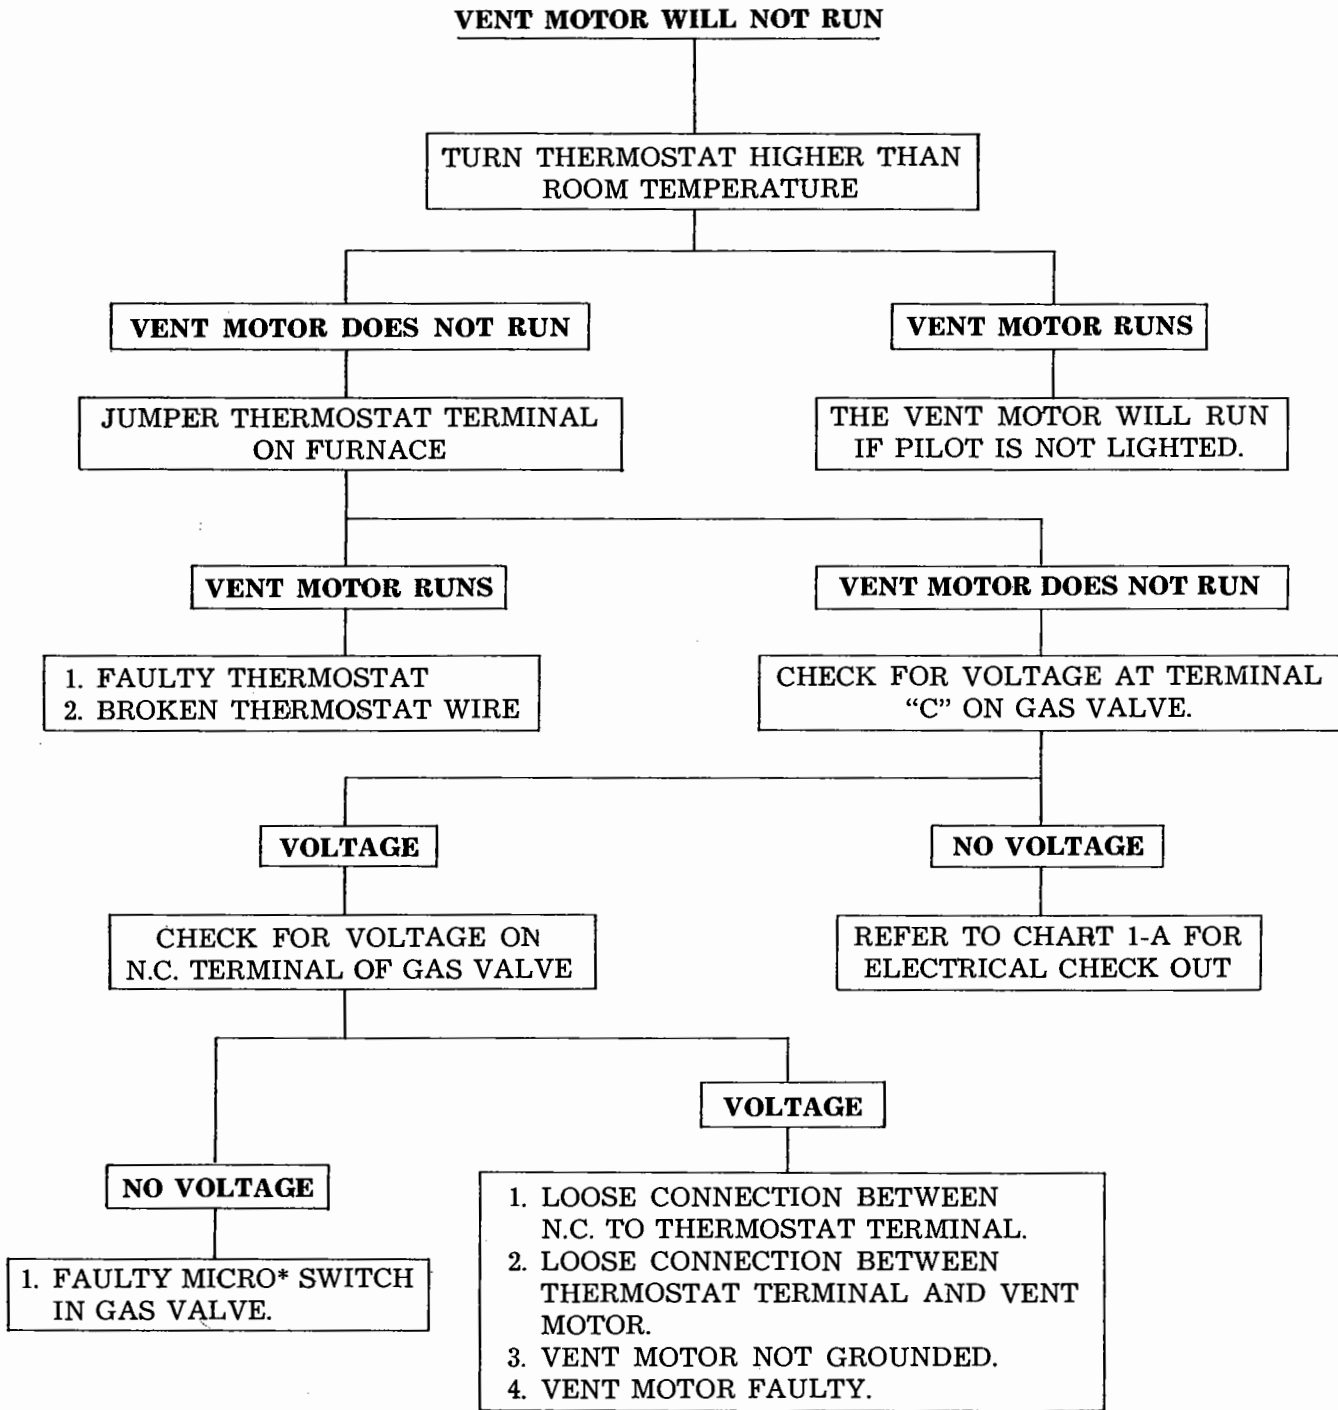 VENT MOTOR WILL NOT RUN
TURN THERMOSTAT HIGHER THAN
ROOM TEMPERATURE
VENT MOTOR DOES NOT RUN
VENT MOTOR RUNS
JUMPER THERMOSTAT TERMINAL
ON FURNACE
THE VENT MOTOR WILL RUN
IF PILOT IS NOT LIGHTED.
VENT MOTOR RUNS
VENT MOTOR DOES NOT RUN
1. FAULTY THERMOSTAT
2. BROKEN THERMOSTAT WIRE
CHECK FOR VOLTAGE AT TERMINAL
“C” ON GAS VALVE.
VOLTAGE
NO VOLTAGE
CHECK FOR VOLTAGE ON
N.C. TERMINAL OF GAS VALVE
REFER TO CHART 1-A FOR
ELECTRICAL CHECK OUT
NO VOLTAGE
1. FAULTY MICRO* SWITCH
IN GAS VALVE.
VOLTAGE
1. LOOSE CONNECTION BETWEEN
N.C. TO THERMOSTAT TERMINAL.
2. LOOSE CONNECTION BETWEEN
THERMOSTAT TERMINAL AND VENT
MOTOR.
3. VENT MOTOR NOT GROUNDED.
4. VENT MOTOR FAULTY.